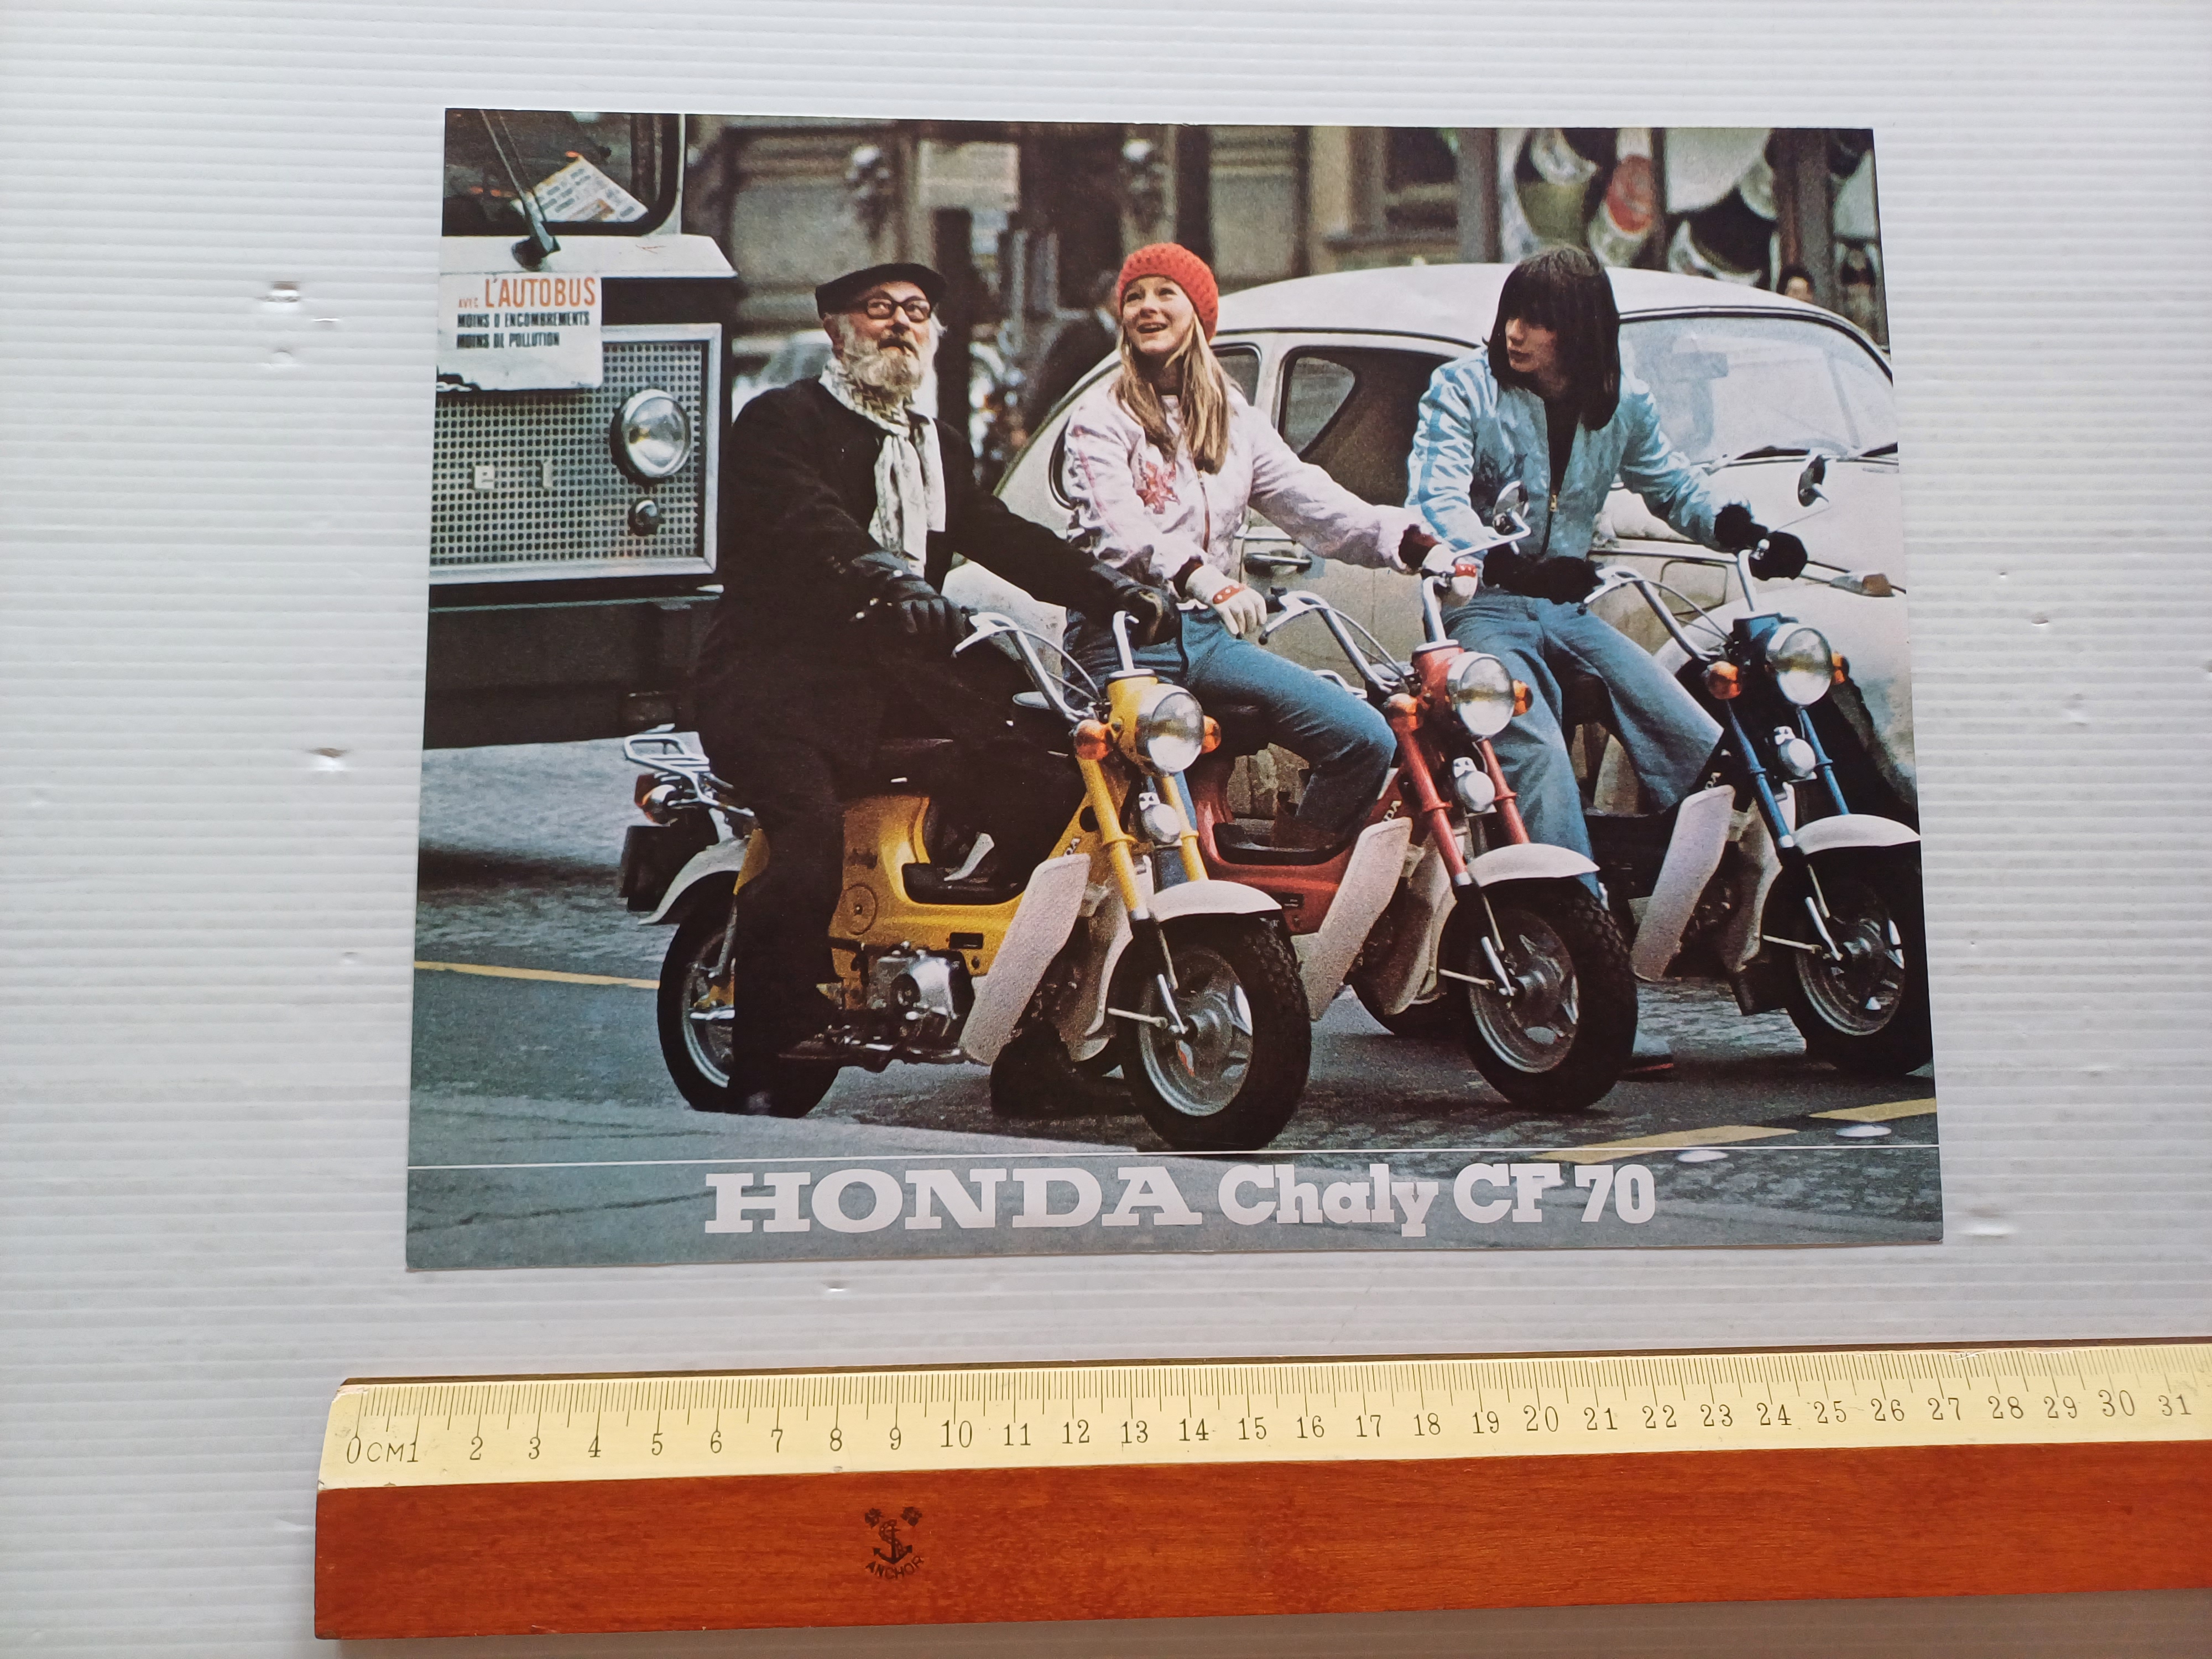 AVEC L'AUTOBUS
MOINS D ENCOMBREMENTS
MOINS DE POLLUTION
e l
HONDA Chaly CF 70
0 CM 1 2 3 4 5 6 7 8 9 10 11 12 13 14 15 16 17 18 19 20 21 22 23 24 25 26 27 28 29 30 31
ANCHOR